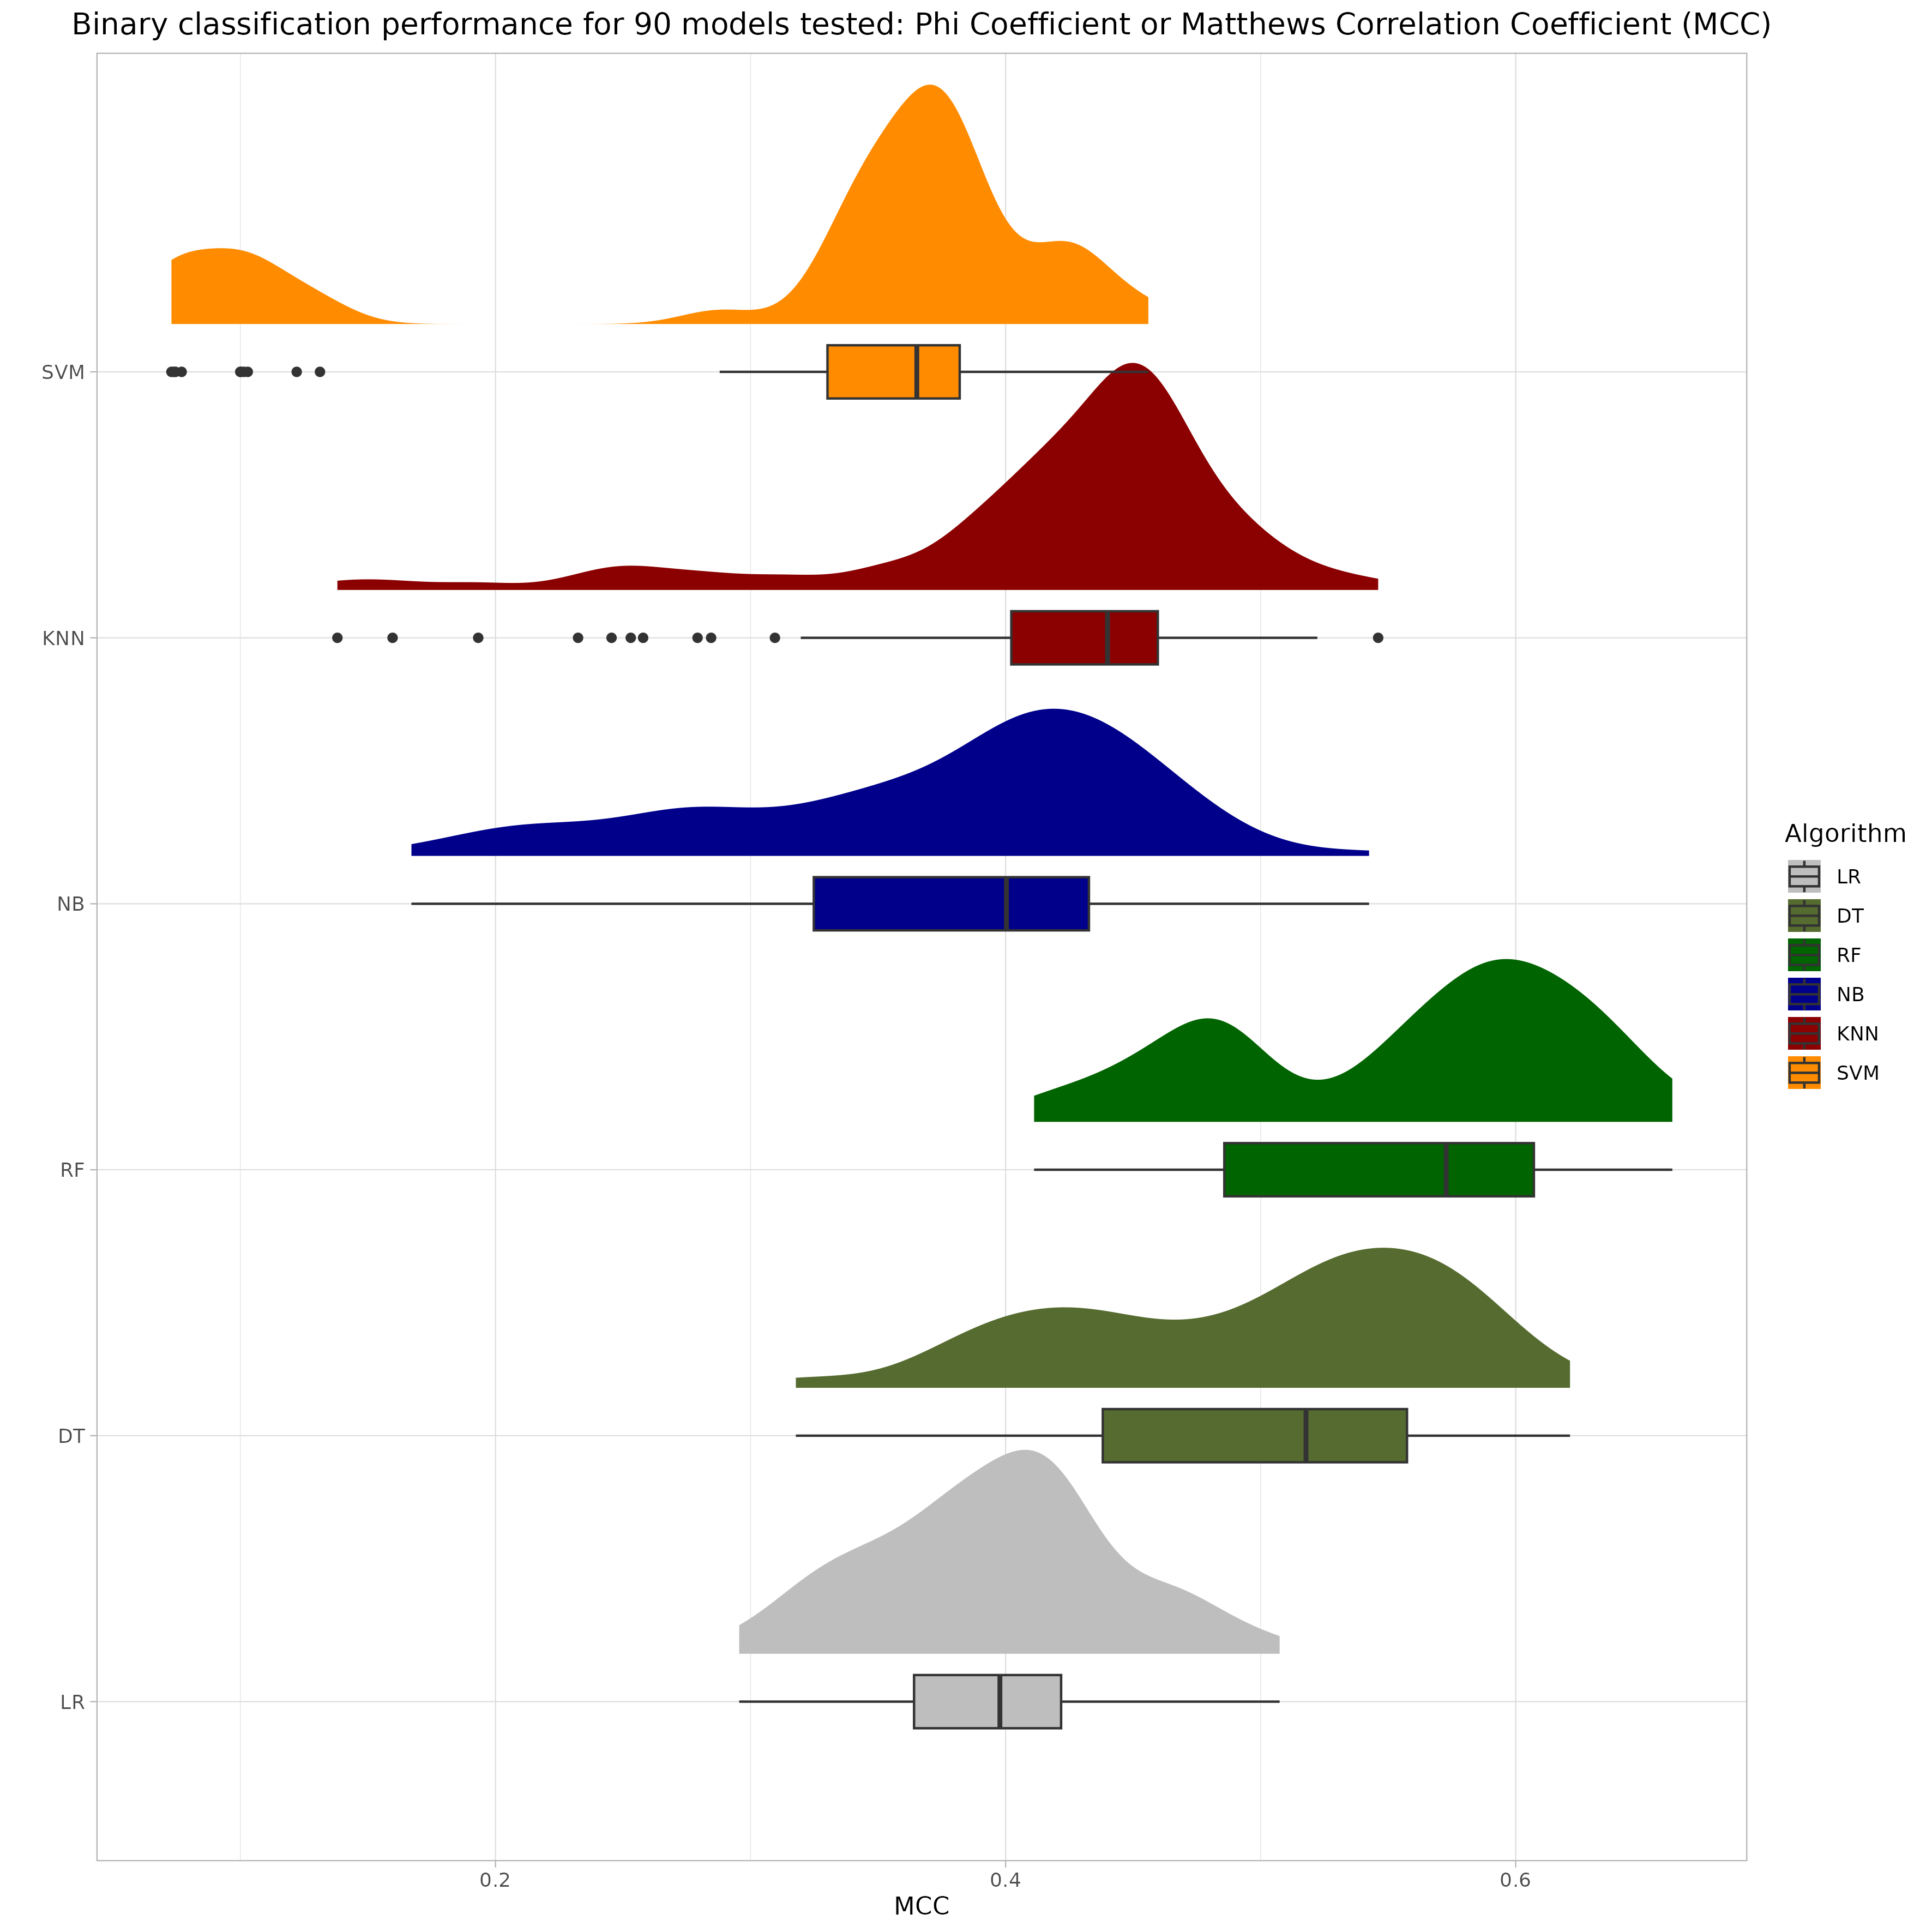 Binary classification performance for 90 models tested: Phi Coefficient or Matthews Correlation Coefficient (MCC)
SVM
KNN
NB
RF
DT
LR
0.2 0.4 0.6
MCC
Algorithm
LR
DT
RF
NB
KNN
SVM